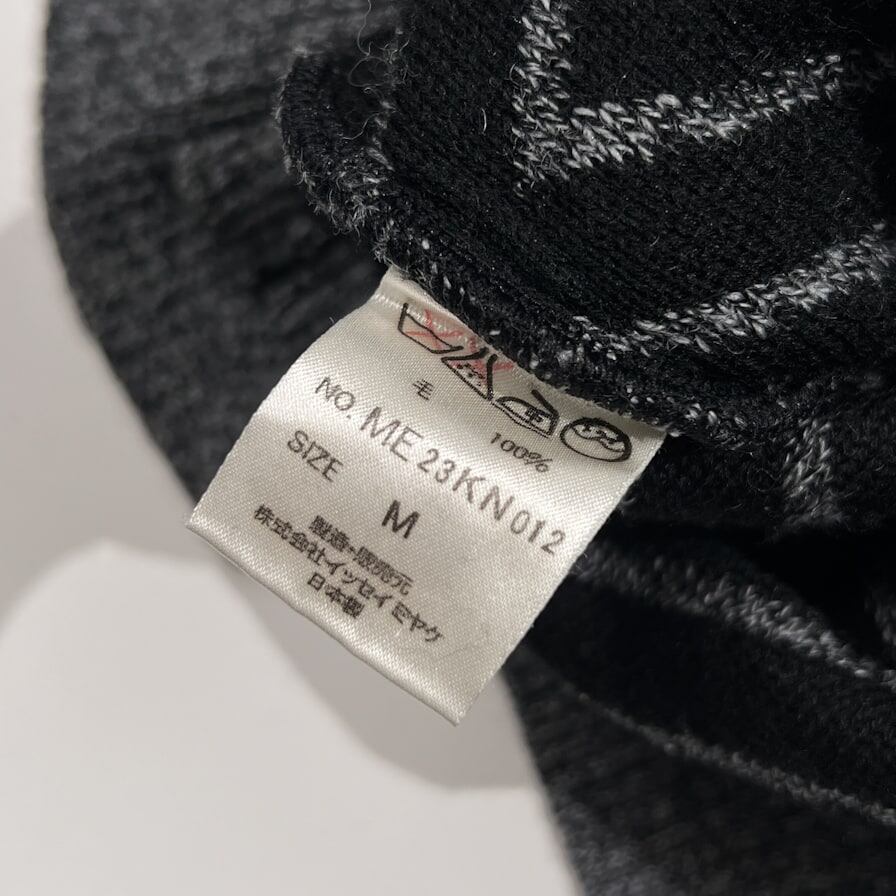 毛 100%
NO. ME23KN012
SIZE M
製造・販売元
株式会社イッセイミヤケ
日本製